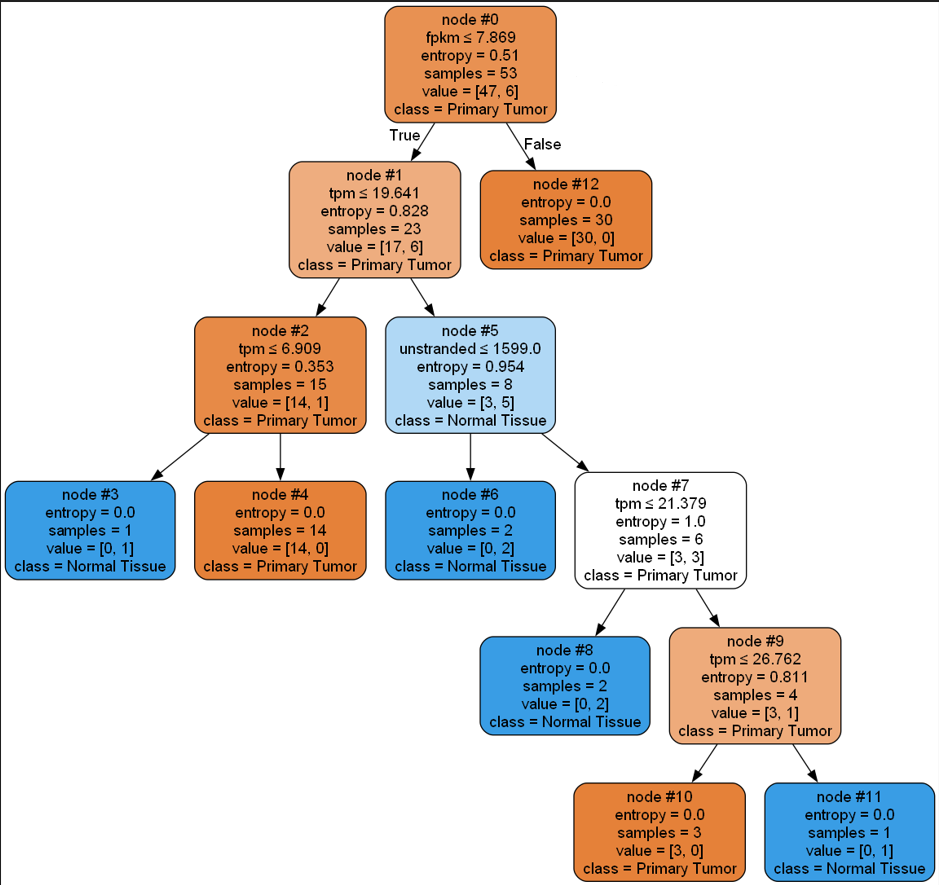 node #0
fpkm ≤ 7.869
entropy = 0.51
samples = 53
value = [47, 6]
class = Primary Tumor
True
False
node #1
tpm ≤ 19.641
entropy = 0.828
samples = 23
value = [17, 6]
class = Primary Tumor
node #12
entropy = 0.0
samples = 30
value = [30, 0]
class = Primary Tumor
node #2
tpm ≤ 6.909
entropy = 0.353
samples = 15
value = [14, 1]
class = Primary Tumor
node #5
unstranded ≤ 1599.0
entropy = 0.954
samples = 8
value = [3, 5]
class = Normal Tissue
node #3
entropy = 0.0
samples = 1
value = [0, 1]
class = Normal Tissue
node #4
entropy = 0.0
samples = 14
value = [14, 0]
class = Primary Tumor
node #6
entropy = 0.0
samples = 2
value = [0, 2]
class = Normal Tissue
node #7
tpm ≤ 21.379
entropy = 1.0
samples = 6
value = [3, 3]
class = Primary Tumor
node #8
entropy = 0.0
samples = 2
value = [0, 2]
class = Normal Tissue
node #9
tpm ≤ 26.762
entropy = 0.811
samples = 4
value = [3, 1]
class = Primary Tumor
node #10
entropy = 0.0
samples = 3
value = [3, 0]
class = Primary Tumor
node #11
entropy = 0.0
samples = 1
value = [0, 1]
class = Normal Tissue